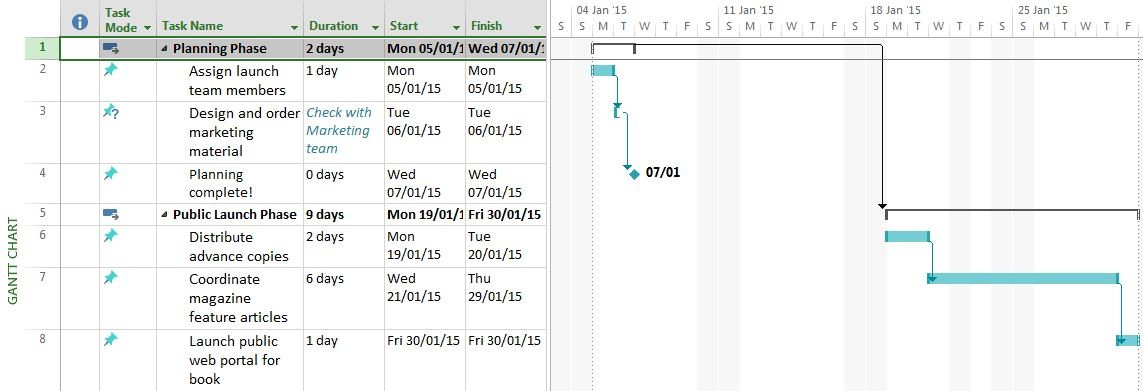 04 Jan '15 11 Jan '15 18 Jan '15 25 Jan '15
Task
Mode Task Name Duration Start Finish
S S M T W T F S S M T W T F S S M T W T F S S M T W T F
1 Planning Phase 2 days Mon 05/01/1 Wed 07/01/1
2 Assign launch 1 day Mon Mon
team members 05/01/15 05/01/15
3 Design and order Check with Tue Tue
marketing Marketing 06/01/15 06/01/15
material team
4 Planning 0 days Wed Wed
complete! 07/01/15 07/01/15
07/01
5 Public Launch Phase 9 days Mon 19/01/1 Fri 30/01/15
6 Distribute 2 days Mon Tue
advance copies 19/01/15 20/01/15
7 Coordinate 6 days Wed Thu
magazine 21/01/15 29/01/15
feature articles
8 Launch public 1 day Fri 30/01/15 Fri 30/01/15
web portal for
book
GANTT CHART